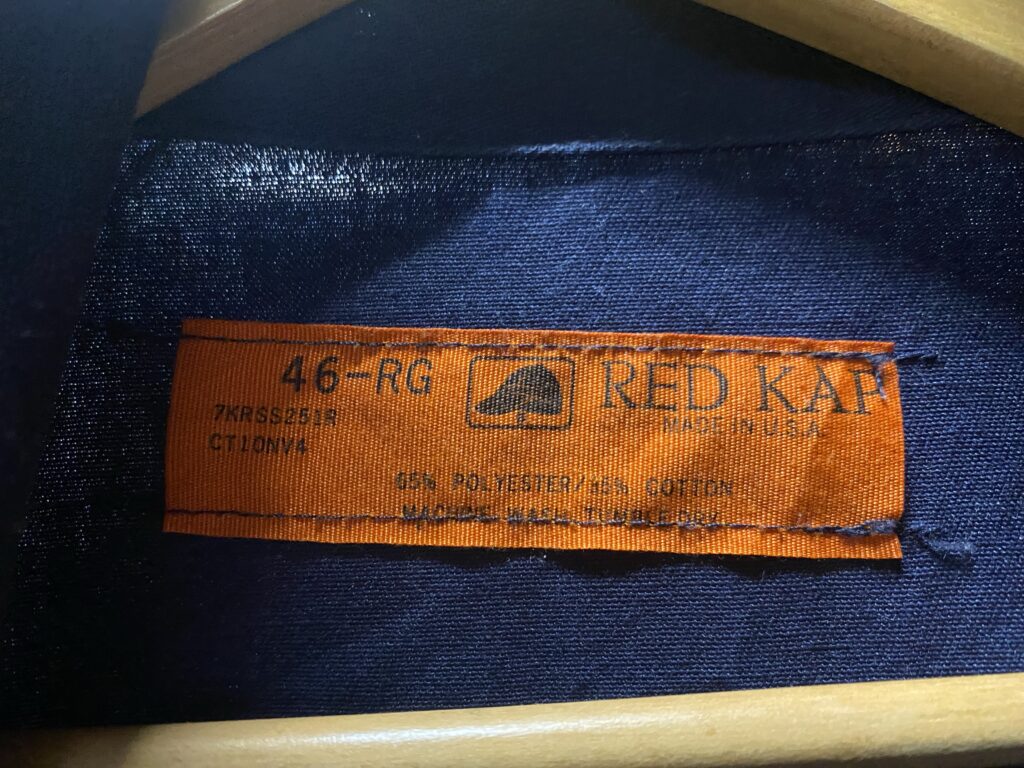 46-RG RED KAP
7KRSS251R MADE IN U.S.A.
CT10NV4
65% POLYESTER/35% COTTON
MACHINE WASH, TUMBLE DRY